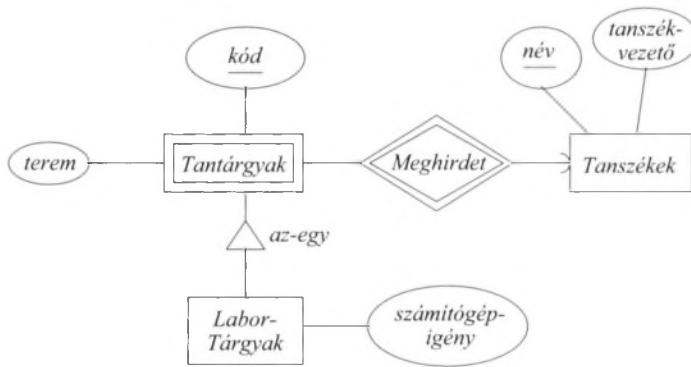 kód
név
tanszék-
vezető
terem
Tantárgyak
Meghirdet
Tanszékek
az-egy
Labor-
Tárgyak
számítógép-
igény